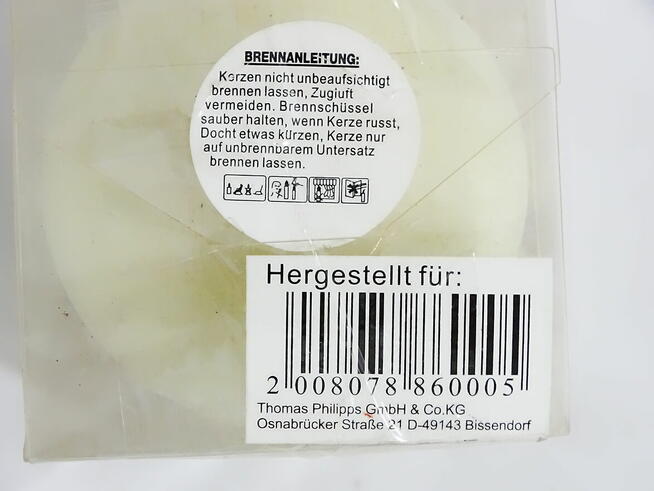 BRENNANLEITUNG:
Kerzen nicht unbeaufsichtigt
brennen lassen, Zugluft
vermeiden. Brennschüssel
sauber halten, wenn Kerze russt,
Docht etwas kürzen, Kerze nur
auf unbrennbarem Untersatz
brennen lassen.
Hergestellt für:
2 008078 860005
Thomas Philipps GmbH & Co.KG
Osnabrücker Straße 21 D-49143 Bissendorf